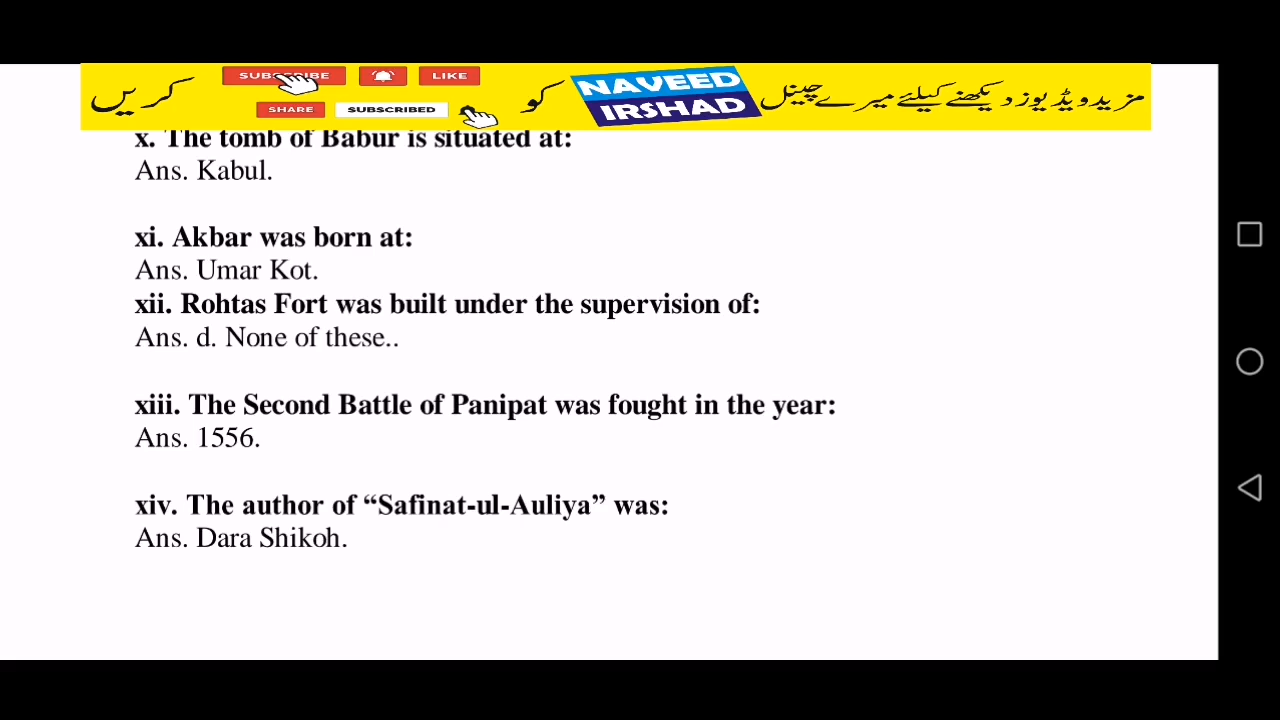 مزید ویڈیوز دیکھنے کیلئے میرے چینل NAVEED IRSHAD کو SUBSCRIBE LIKE کریں
SHARE SUBSCRIBED
x. The tomb of Babur is situated at:
Ans. Kabul.
xi. Akbar was born at:
Ans. Umar Kot.
xii. Rohtas Fort was built under the supervision of:
Ans. d. None of these..
xiii. The Second Battle of Panipat was fought in the year:
Ans. 1556.
xiv. The author of “Safinat-ul-Auliya” was:
Ans. Dara Shikoh.